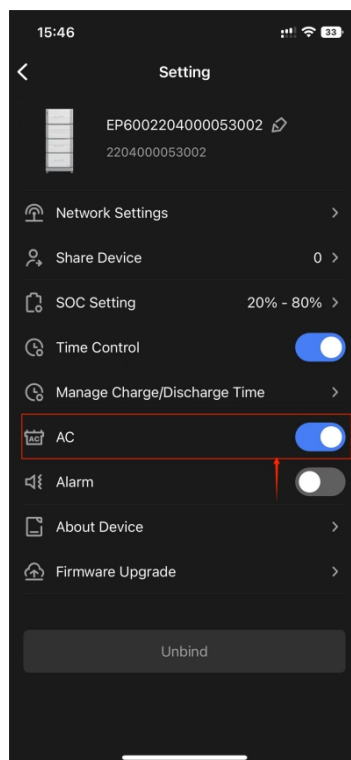 15:46
33
Setting
EP6002204000053002
2204000053002
Network Settings
Share Device 0
SOC Setting 20% - 80%
Time Control
Manage Charge/Discharge Time
AC AC
Alarm
About Device
Firmware Upgrade
Unbind